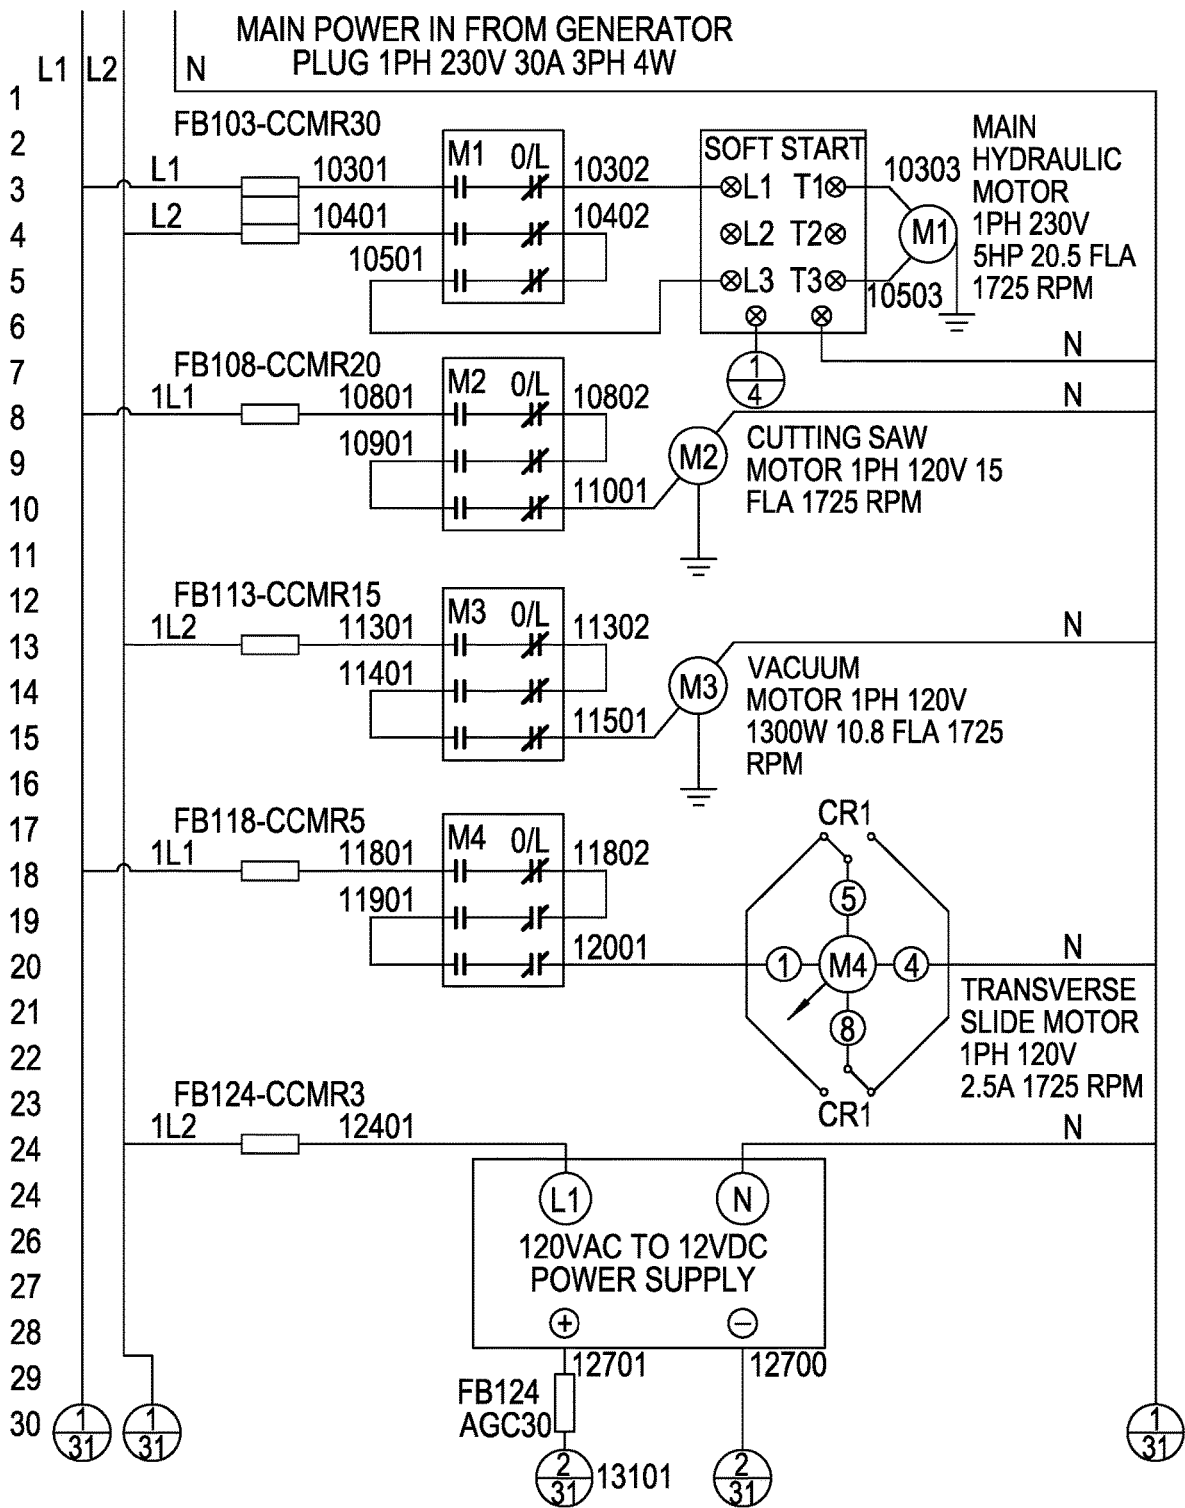 MAIN POWER IN FROM GENERATOR
PLUG 1PH 230V 30A 3PH 4W
L1 L2 N
1
FB103-CCMR30
2
M1 0/L
SOFT START
MAIN
HYDRAULIC
MOTOR
1PH 230V
5HP 20.5 FLA
1725 RPM
3
L1 10301 10302
L1 T1 10303
4
L2 10401 10402
L2 T2 M1
5
10501
L3 T3 10503
6
1
4
N
7
FB108-CCMR20
8
1L1 10801 M2 0/L 10802
N
9
10901
M2
CUTTING SAW
MOTOR 1PH 120V 15
FLA 1725 RPM
10
11001
11
12
FB113-CCMR15
13
1L2 11301 M3 0/L 11302
N
14
11401
M3
VACUUM
MOTOR 1PH 120V
1300W 10.8 FLA 1725
RPM
15
11501
16
17
FB118-CCMR5
CR1
18
1L1 11801 M4 0/L 11802
19
11901
5
20
12001
1 M4 4
N
21
8
TRANSVERSE
SLIDE MOTOR
1PH 120V
2.5A 1725 RPM
22
23
FB124-CCMR3
CR1
24
1L2 12401
N
24
L1 N
26
120VAC TO 12VDC
27
POWER SUPPLY
28
+ −
29
12701 12700
FB124
AGC30
30
1
31
1
31
2
31
13101
2
31
1
31